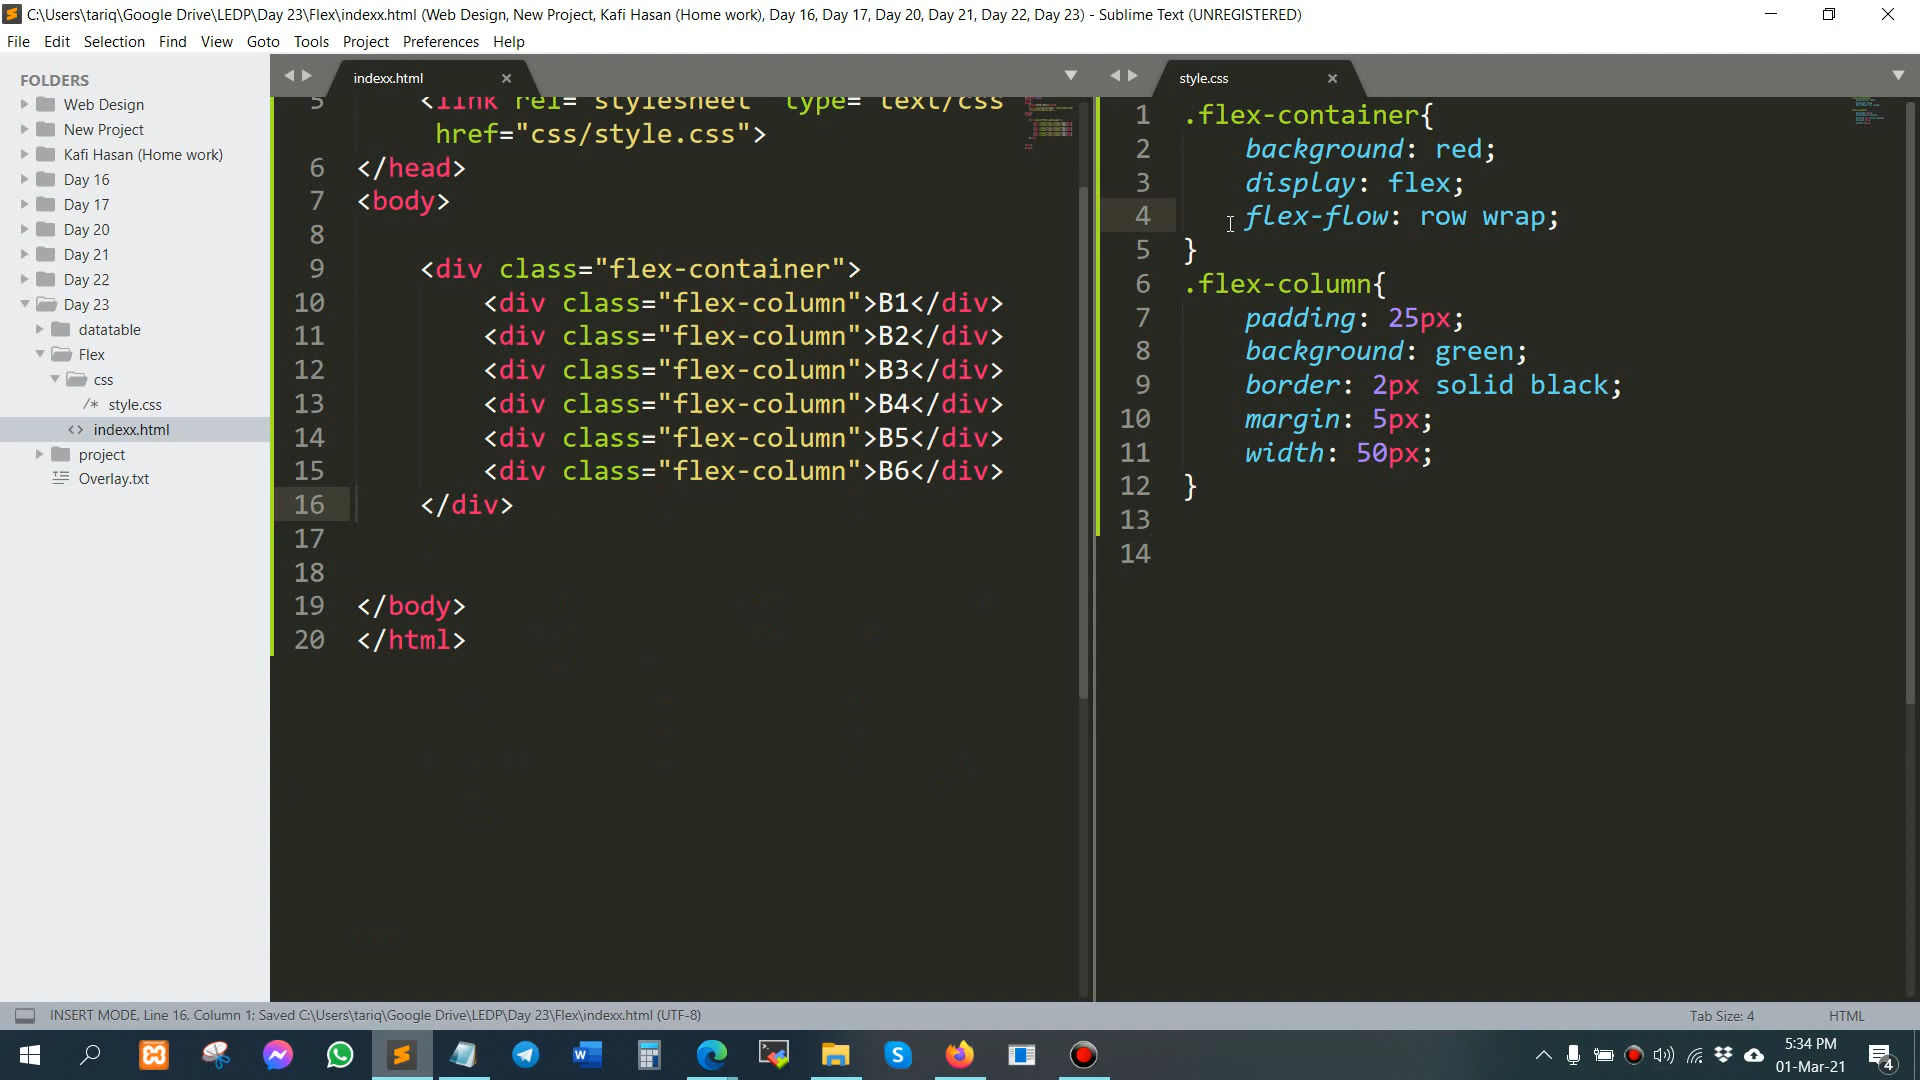 C:\Users\tariq\Google Drive\LEDP\Day 23\Flex\indexx.html (Web Design, New Project, Kafi Hasan (Home work), Day 16, Day 17, Day 20, Day 21, Day 22, Day 23) - Sublime Text (UNREGISTERED)
File Edit Selection Find View Goto Tools Project Preferences Help
FOLDERS
Web Design
New Project
Kafi Hasan (Home work)
Day 16
Day 17
Day 20
Day 21
Day 22
Day 23
datatable
Flex
css
/* style.css
<> indexx.html
project
Overlay.txt
indexx.html
5 <link rel="stylesheet" type="text/css
href="css/style.css">
6 </head>
7 <body>
8
9 <div class="flex-container">
10 <div class="flex-column">B1</div>
11 <div class="flex-column">B2</div>
12 <div class="flex-column">B3</div>
13 <div class="flex-column">B4</div>
14 <div class="flex-column">B5</div>
15 <div class="flex-column">B6</div>
16 </div>
17
18
19 </body>
20 </html>
style.css
1 .flex-container{
2 background: red;
3 display: flex;
4 flex-flow: row wrap;
5 }
6 .flex-column{
7 padding: 25px;
8 background: green;
9 border: 2px solid black;
10 margin: 5px;
11 width: 50px;
12 }
13
14
INSERT MODE, Line 16, Column 1; Saved C:\Users\tariq\Google Drive\LEDP\Day 23\Flex\indexx.html (UTF-8)
Tab Size: 4
HTML
5:34 PM
01-Mar-21
4